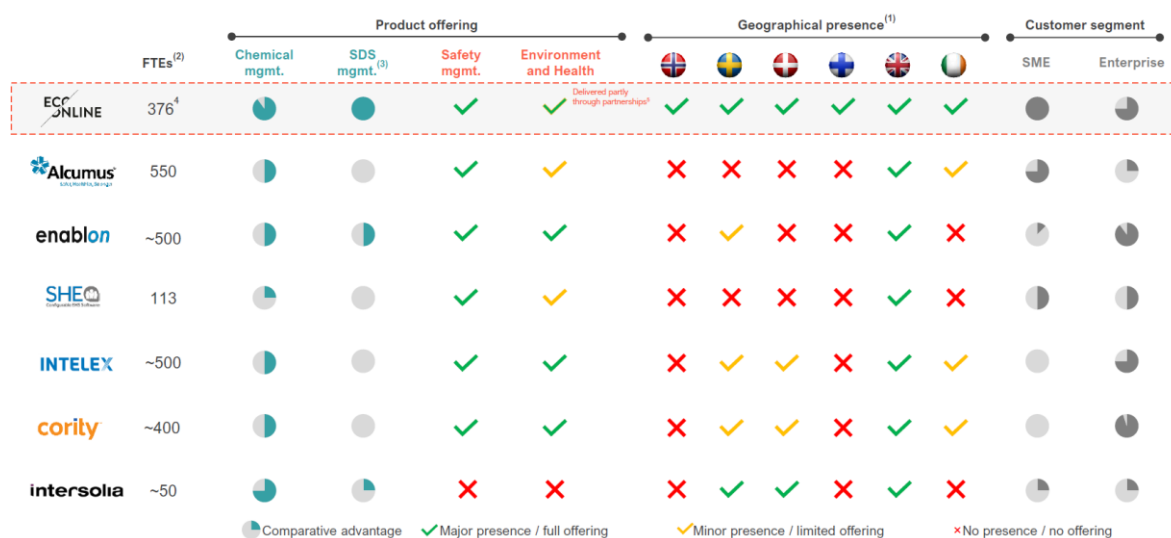 Product offering
Geographical presence(1)
Customer segment
FTEs(2)
Chemical mgmt.
SDS mgmt.(3)
Safety mgmt.
Environment and Health
SME
Enterprise
ECO ONLINE
376⁴
Delivered partly
through partnerships⁵
Alcumus®
550
enablon
~500
SHE
113
INTELEX
~500
cority
~400
intersolia
~50
Comparative advantage
Major presence / full offering
Minor presence / limited offering
No presence / no offering